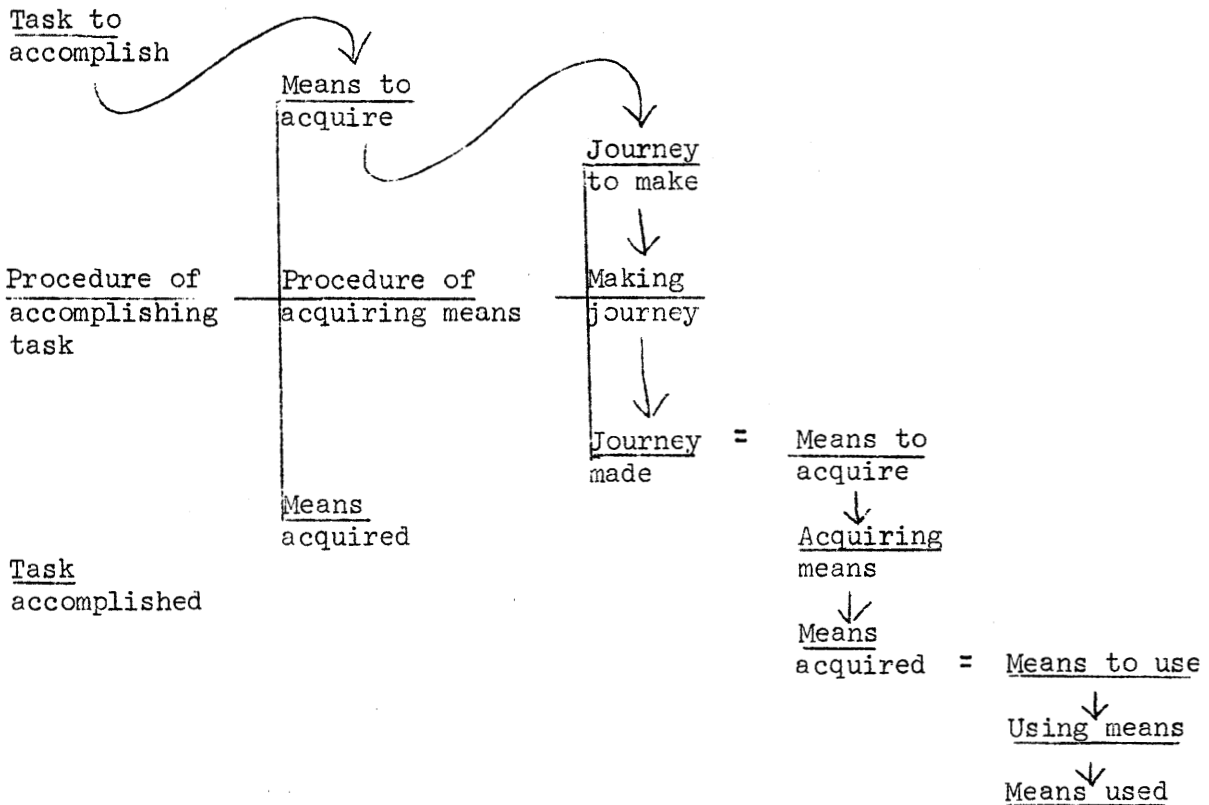 Task to
accomplish
Means to
acquire
Journey
to make
Procedure of
accomplishing
task
Procedure of
acquiring means
Making
journey
Journey
made
=
Means to
acquire
Means
acquired
Acquiring
means
Task
accomplished
Means
acquired
=
Means to use
Using means
Means used